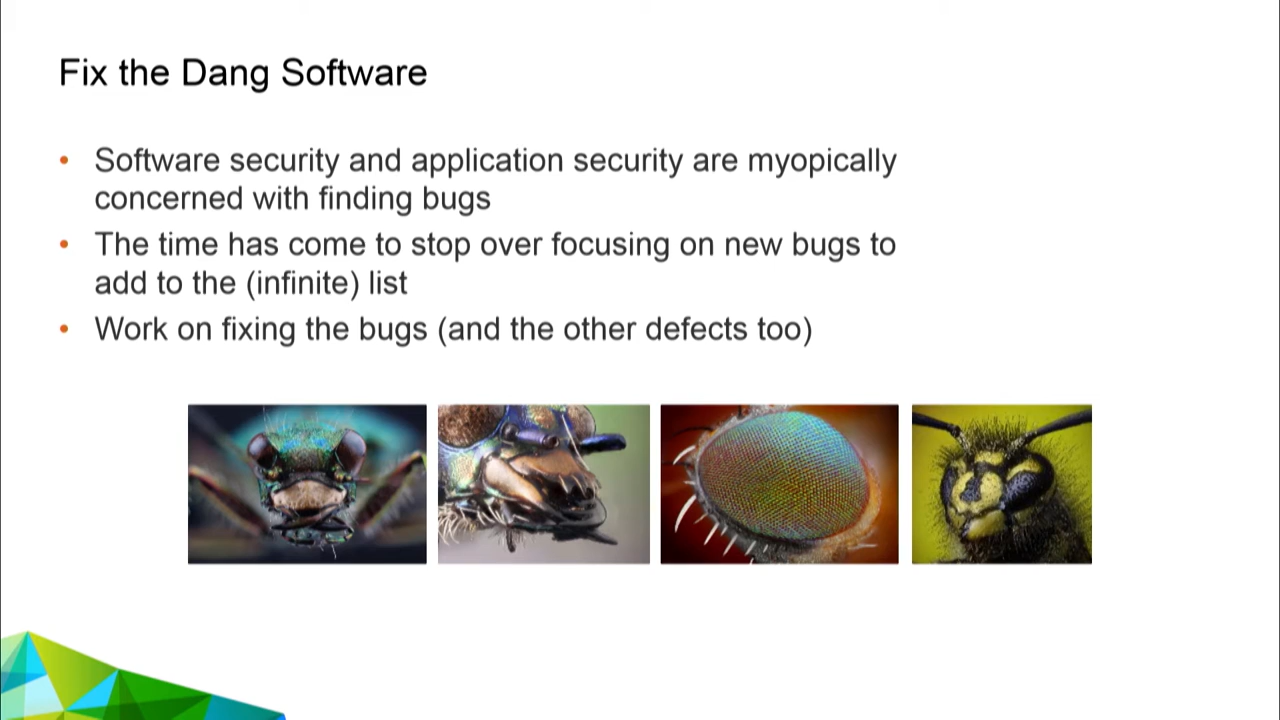 Fix the Dang Software
• Software security and application security are myopically
concerned with finding bugs
• The time has come to stop over focusing on new bugs to
add to the (infinite) list
• Work on fixing the bugs (and the other defects too)